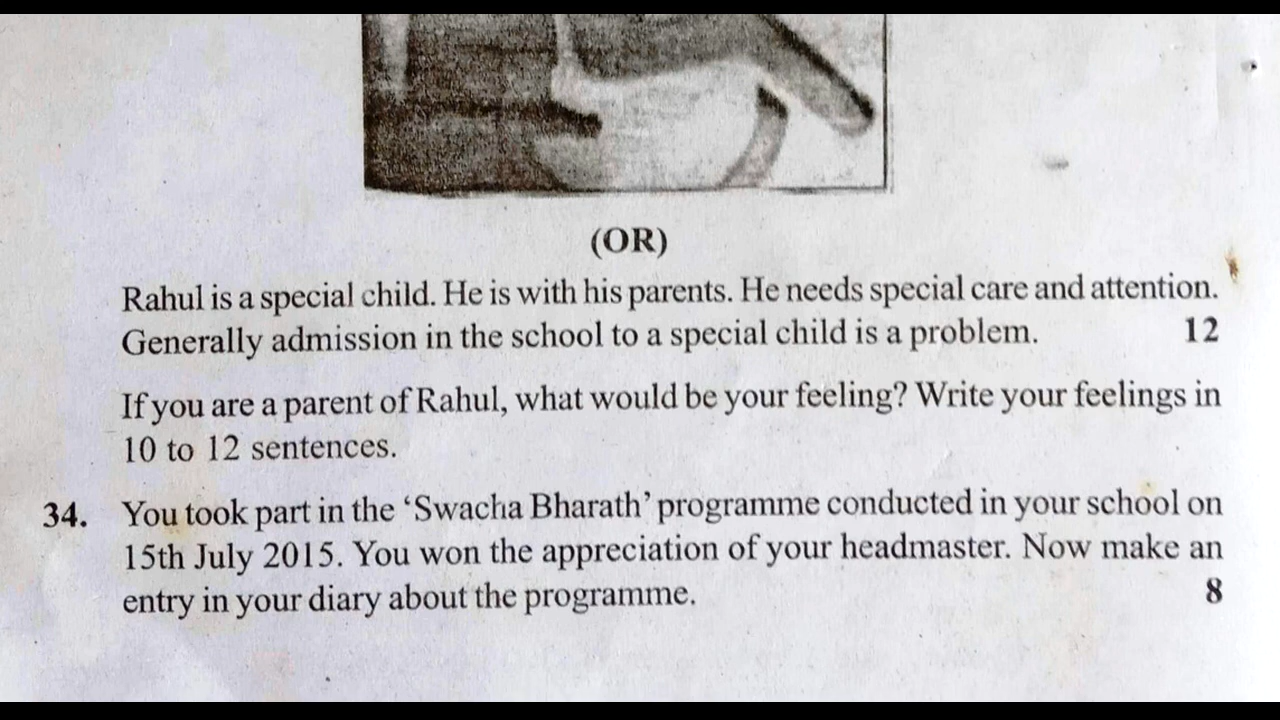 (OR)
Rahul is a special child. He is with his parents. He needs special care and attention.
Generally admission in the school to a special child is a problem. 12
If you are a parent of Rahul, what would be your feeling? Write your feelings in
10 to 12 sentences.
34. You took part in the ‘Swacha Bharath’ programme conducted in your school on
15th July 2015. You won the appreciation of your headmaster. Now make an
entry in your diary about the programme. 8